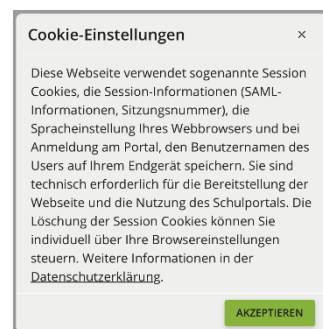 Cookie-Einstellungen ×
Diese Webseite verwendet sogenannte Session
Cookies, die Session-Informationen (SAML-
Informationen, Sitzungsnummer), die
Spracheinstellung Ihres Webbrowsers und bei
Anmeldung am Portal, den Benutzernamen des
Users auf Ihrem Endgerät speichern. Sie sind
technisch erforderlich für die Bereitstellung der
Webseite und die Nutzung des Schulportals. Die
Löschung der Session Cookies können Sie
individuell über Ihre Browsereinstellungen
steuern. Weitere Informationen in der
Datenschutzerklärung.
AKZEPTIEREN